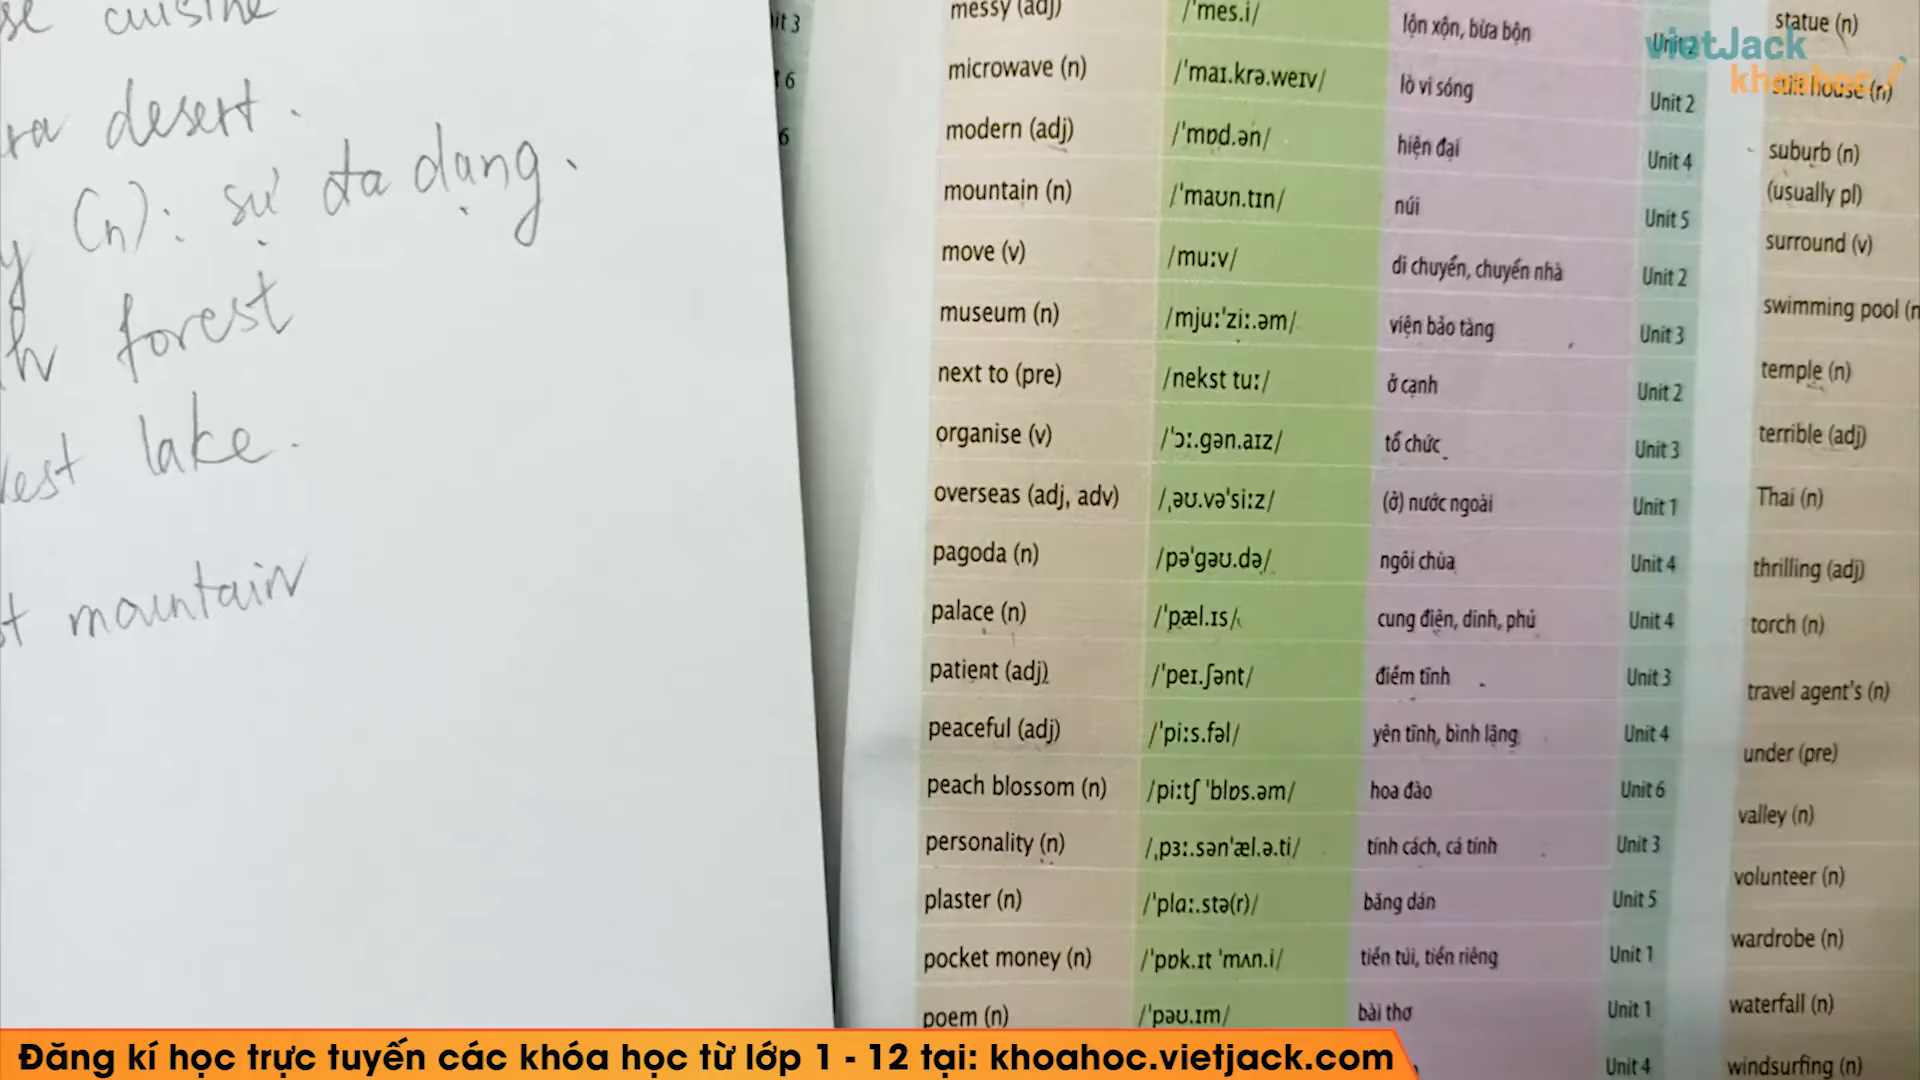 se cuisine
ra desert.
y (n): sự đa dạng.
h forest
kest lake.
st mountain
it 3
6
6
messy (adj) /ˈmes.i/ lộn xộn, bừa bộn Unit 2
microwave (n) /ˈmaɪ.krə.weɪv/ lò vi sóng Unit 2
modern (adj) /ˈmɒd.ən/ hiện đại Unit 4
mountain (n) /ˈmaʊn.tɪn/ núi Unit 5
move (v) /muːv/ di chuyển, chuyển nhà Unit 2
museum (n) /mjuːˈziː.əm/ viện bảo tàng Unit 3
next to (pre) /nekst tuː/ ở cạnh Unit 2
organise (v) /ˈɔː.gən.aɪz/ tổ chức Unit 3
overseas (adj, adv) /ˌəʊ.vəˈsiːz/ (ở) nước ngoài Unit 1
pagoda (n) /pəˈgəʊ.də/ ngôi chùa Unit 4
palace (n) /ˈpæl.ɪs/ cung điện, dinh, phủ Unit 4
patient (adj) /ˈpeɪ.ʃənt/ điềm tĩnh Unit 3
peaceful (adj) /ˈpiːs.fəl/ yên tĩnh, bình lặng Unit 4
peach blossom (n) /piːtʃ ˈblɒs.əm/ hoa đào Unit 6
personality (n) /ˌpɜː.sənˈæl.ə.ti/ tính cách, cá tính Unit 3
plaster (n) /ˈplɑː.stə(r)/ băng dán Unit 5
pocket money (n) /ˈpɒk.ɪt ˈmʌn.i/ tiền túi, tiền riêng Unit 1
poem (n) /ˈpəʊ.ɪm/ bài thơ Unit 1
Unit 4
statue (n)
stilt house (n)
suburb (n)
(usually pl)
surround (v)
swimming pool (n
temple (n)
terrible (adj)
Thai (n)
thrilling (adj)
torch (n)
travel agent's (n)
under (pre)
valley (n)
volunteer (n)
wardrobe (n)
waterfall (n)
windsurfing (n)
vietJack
khoahoc
Đăng kí học trực tuyến các khóa học từ lớp 1 - 12 tại: khoahoc.vietjack.com